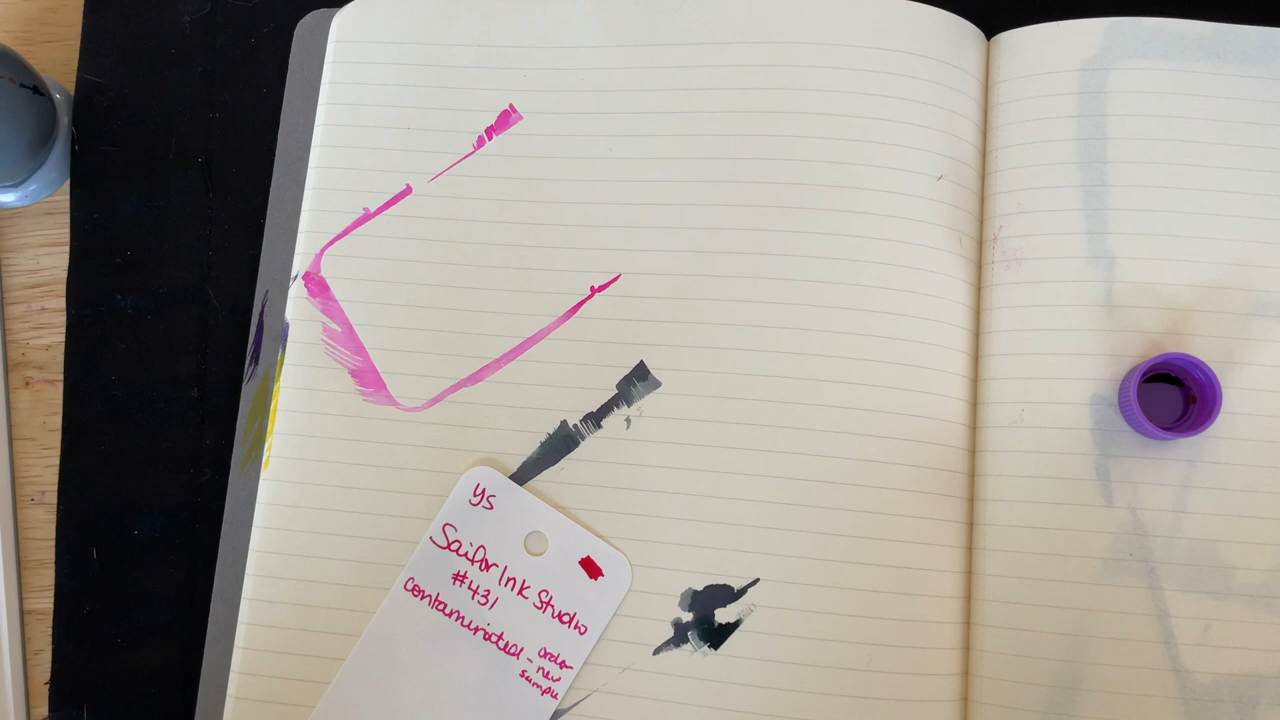 ys
Sailor Ink Studio
#431
contaminated - order
new
sample